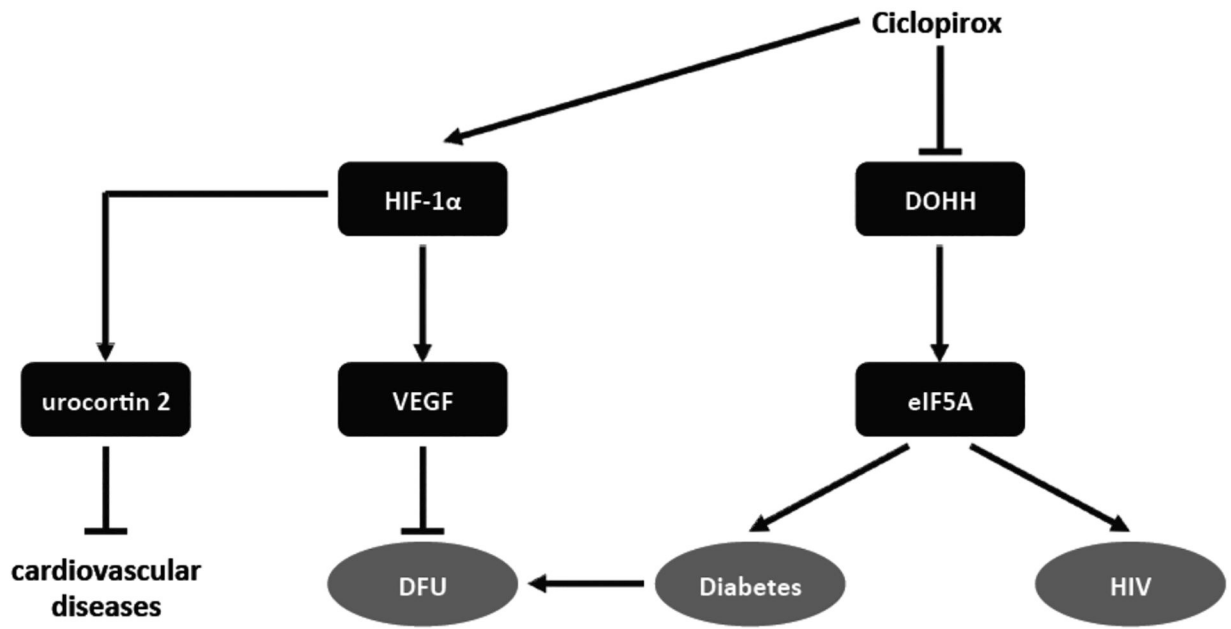 Ciclopirox
HIF-1α
DOHH
urocortin 2
VEGF
eIF5A
cardiovascular
diseases
DFU
Diabetes
HIV